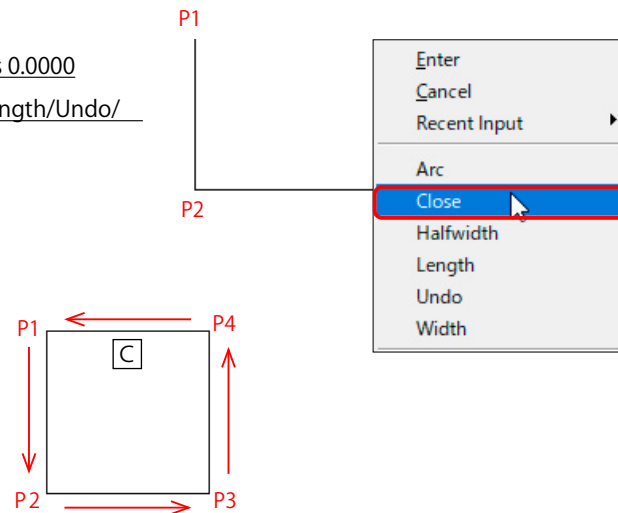 P1
0.0000
Undo/
Enter
Cancel
Recent Input
Arc
Close
P2
Halfwidth
Length
Undo
Width
P1
P4
C
P2
P3